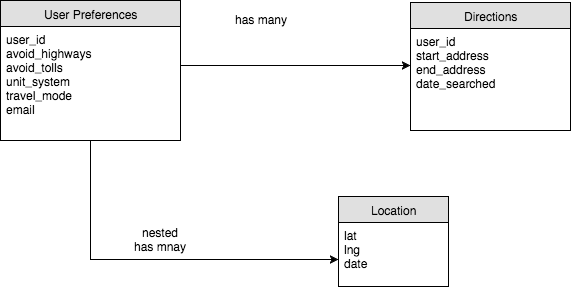 User Preferences
user_id
avoid_highways
avoid_tolls
unit_system
travel_mode
email
has many
Directions
user_id
start_address
end_address
date_searched
nested
has mnay
Location
lat
lng
date